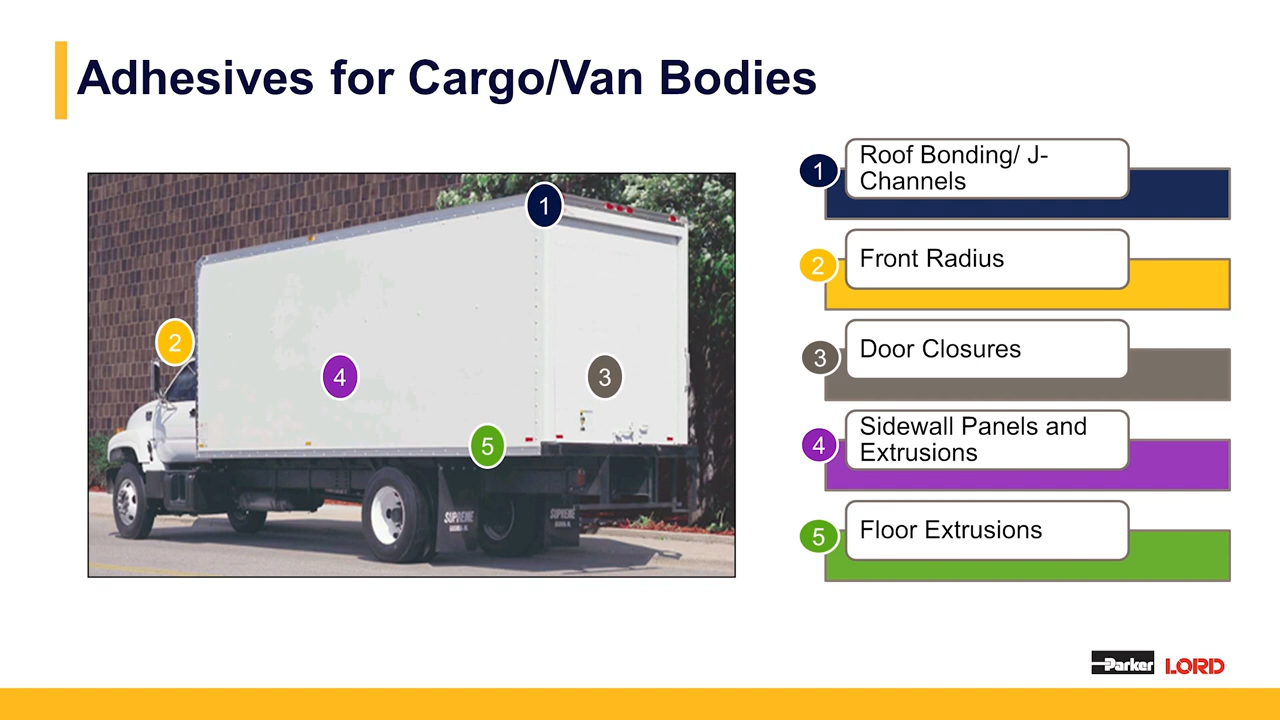 Adhesives for Cargo/Van Bodies
1
2
4
3
5
SUPREME
SUPREME
1
Roof Bonding/ J-
Channels
2
Front Radius
3
Door Closures
4
Sidewall Panels and
Extrusions
5
Floor Extrusions
Parker LORD